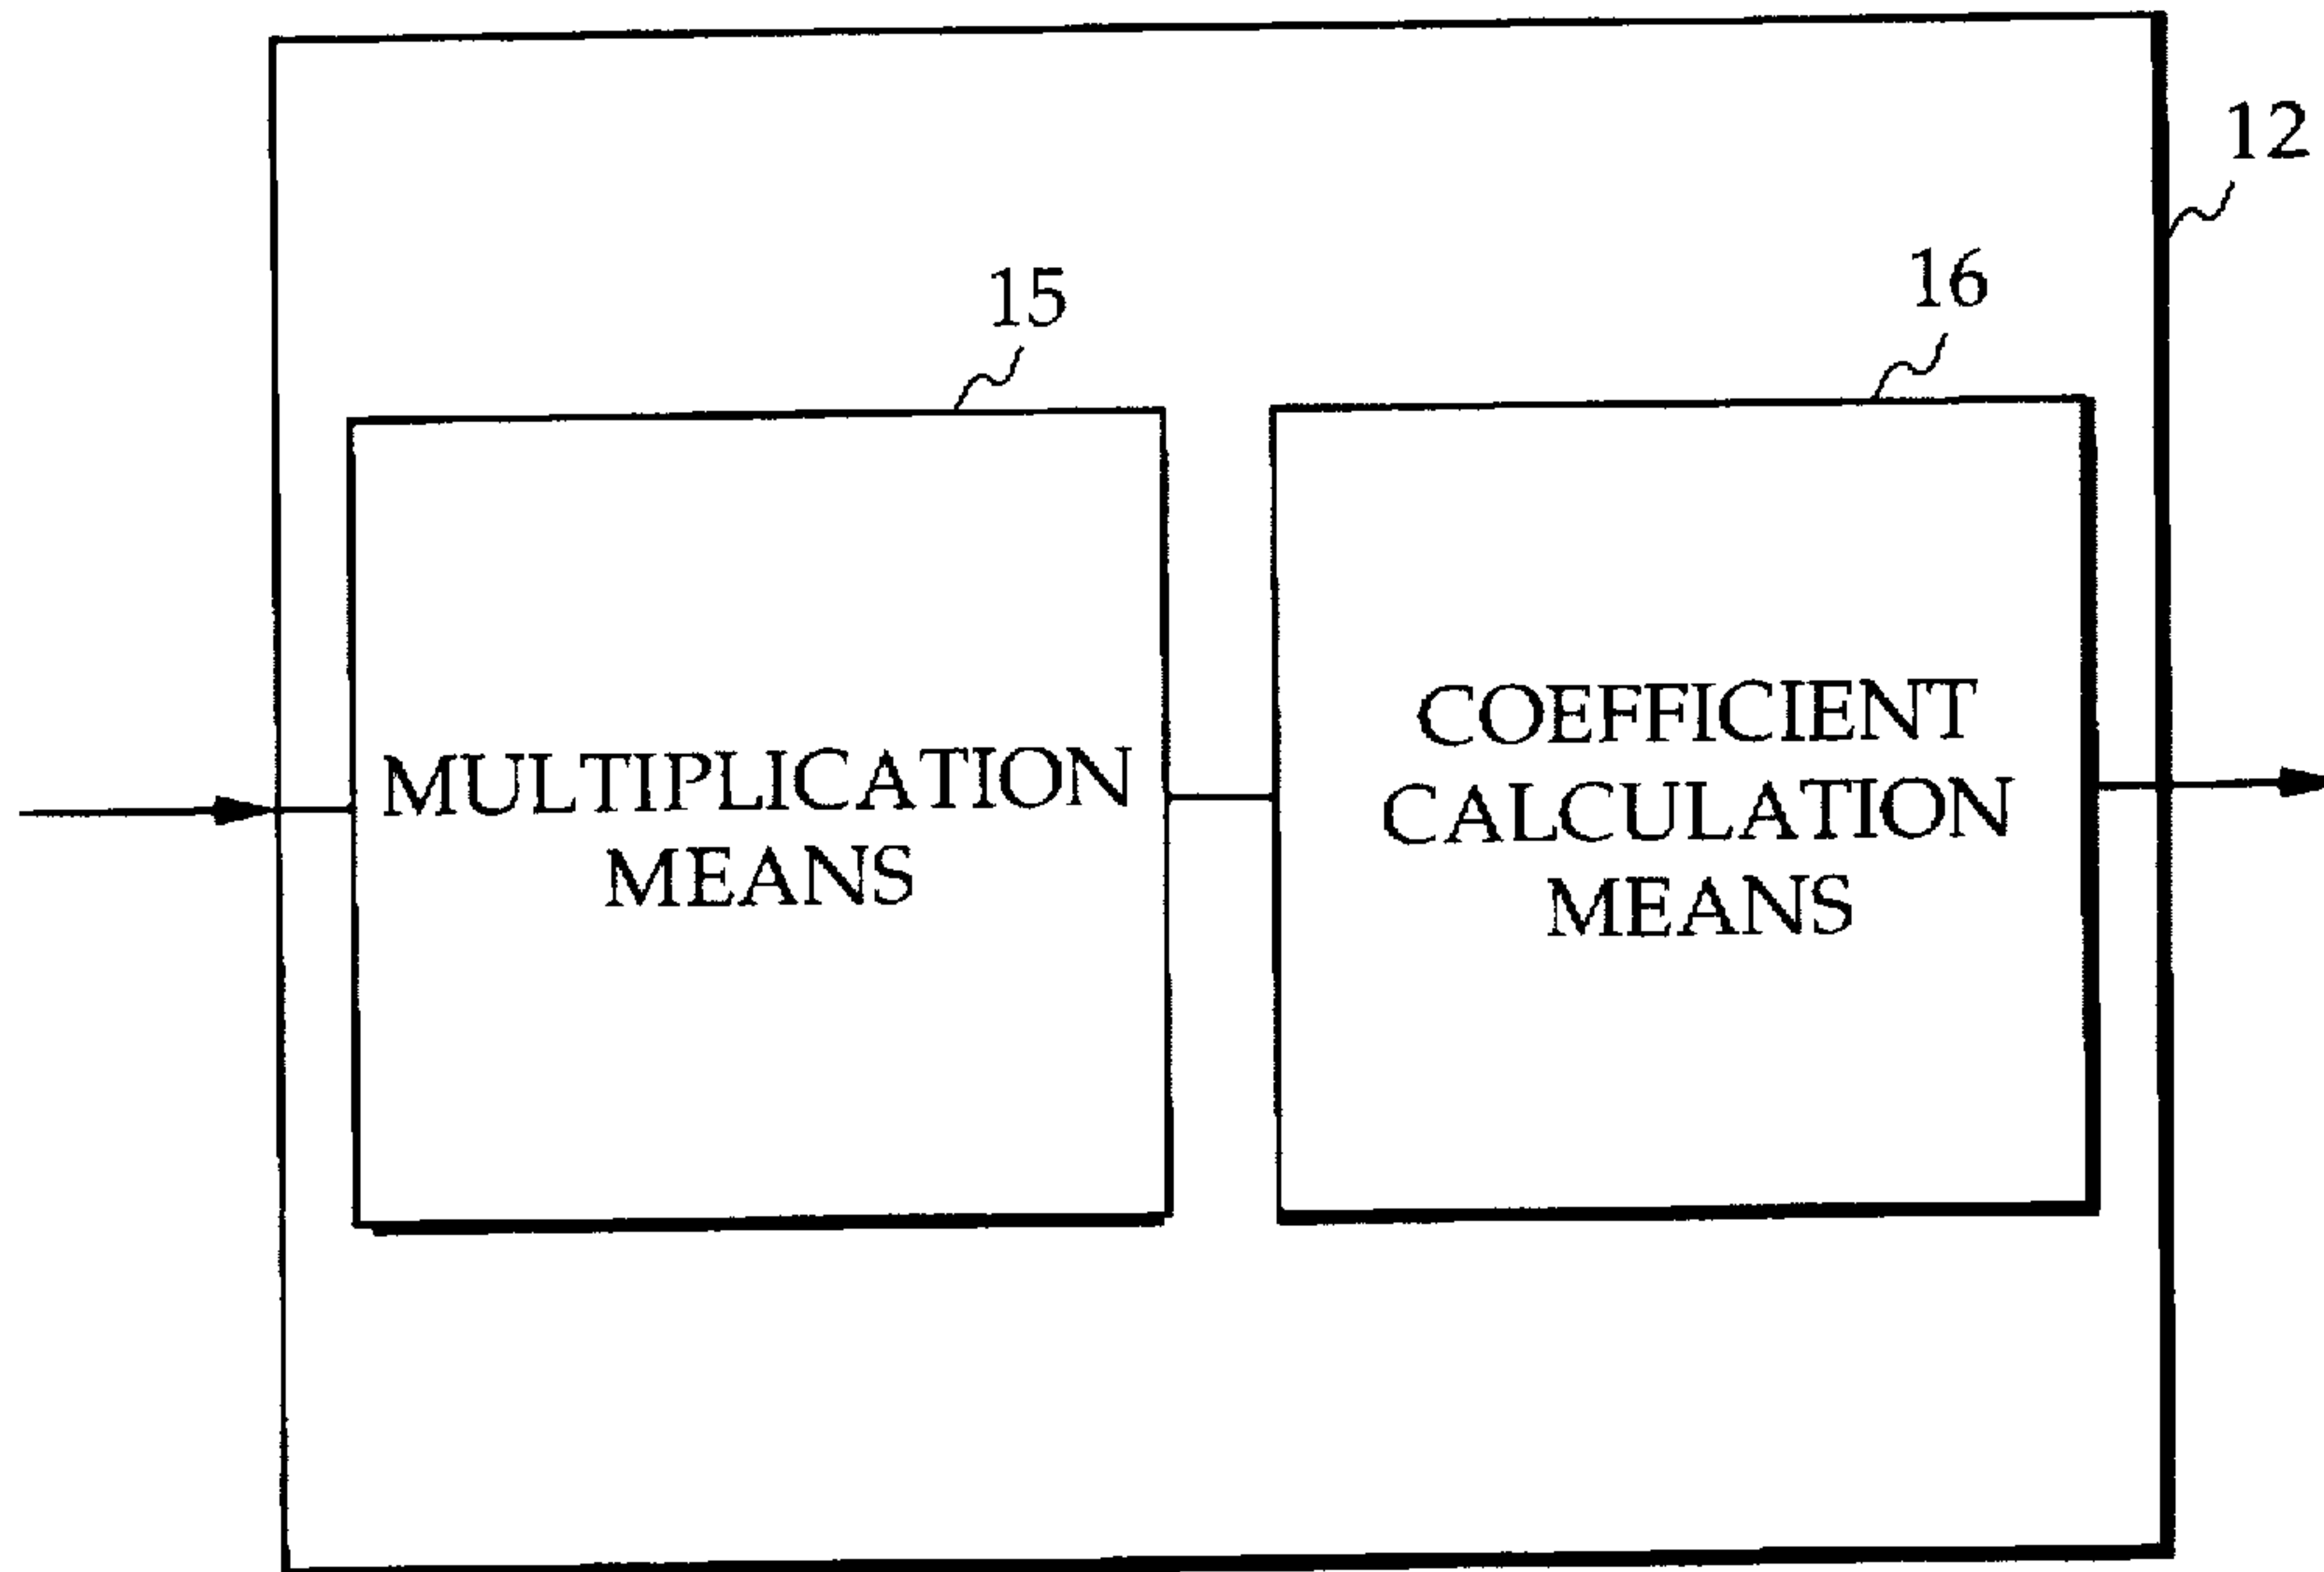 12
15
16
MULTIPLICATION
MEANS
COEFFICIENT
CALCULATION
MEANS